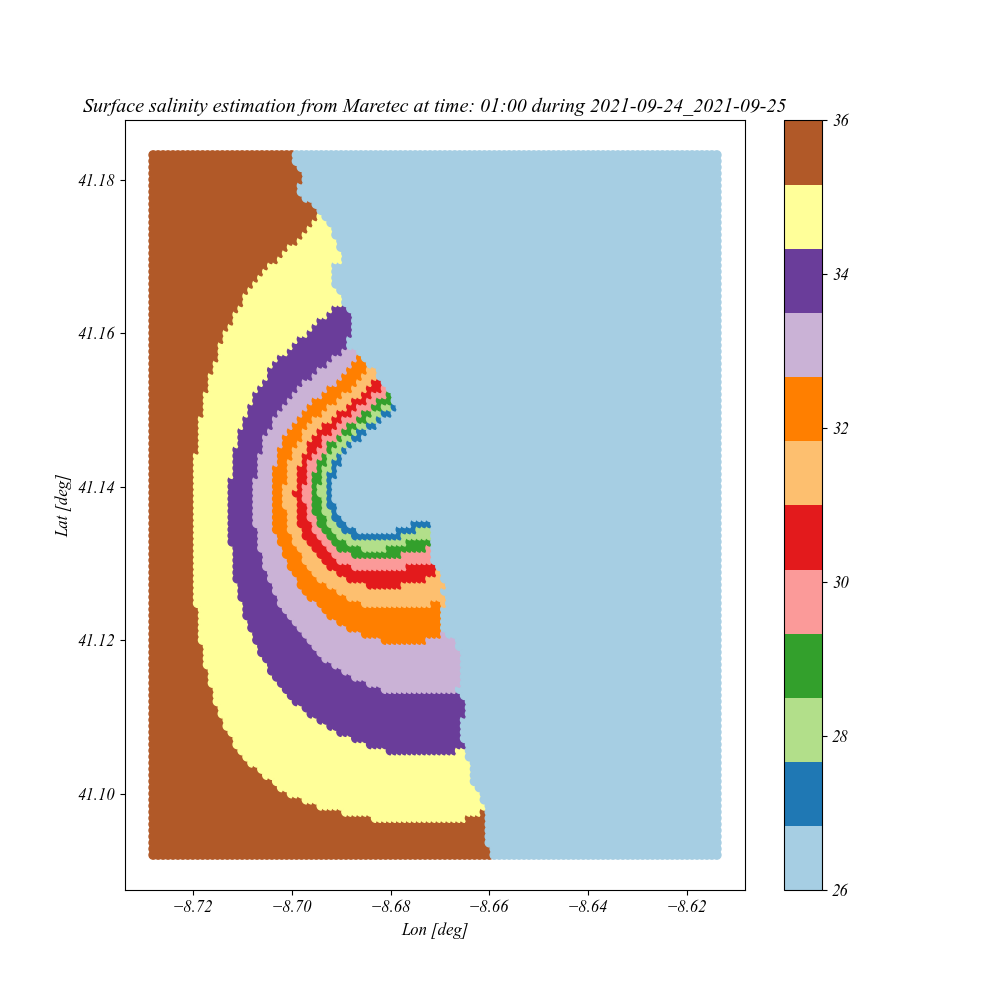 Surface salinity estimation from Maretec at time: 01:00 during 2021-09-24_2021-09-25
36
41.18
34
41.16
32
41.14
Lat [deg]
30
41.12
28
41.10
26
−8.72 −8.70 −8.68 −8.66 −8.64 −8.62
Lon [deg]